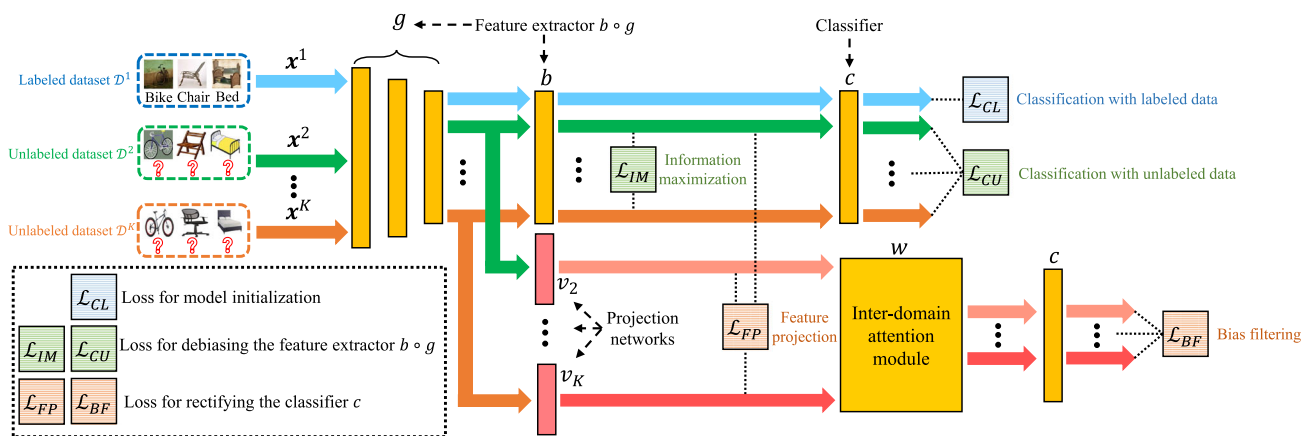 g
Feature extractor b ∘ g
Classifier
Labeled dataset 𝒟¹
Bike Chair Bed
x¹
b
c
ℒ_CL
Classification with labeled data
Unlabeled dataset 𝒟²
? ? ?
x²
ℒ_IM
Information
maximization
ℒ_CU
Classification with unlabeled data
Unlabeled dataset 𝒟ᴷ
? ? ?
xᴷ
v₂
w
c
Projection
networks
ℒ_FP
Feature
projection
Inter-domain
attention
module
ℒ_BF
Bias filtering
v_K
ℒ_CL Loss for model initialization
ℒ_IM ℒ_CU Loss for debiasing the feature extractor b ∘ g
ℒ_FP ℒ_BF Loss for rectifying the classifier c